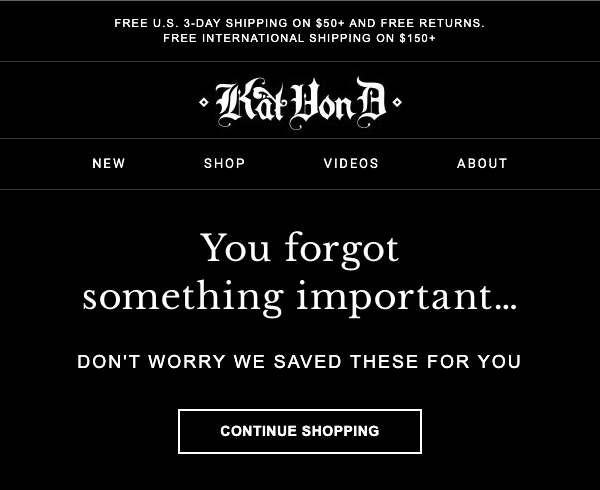 FREE U.S. 3-DAY SHIPPING ON $50+ AND FREE RETURNS.
FREE INTERNATIONAL SHIPPING ON $150+
Kat Von D
NEW SHOP VIDEOS ABOUT
You forgot
something important…
DON'T WORRY WE SAVED THESE FOR YOU
CONTINUE SHOPPING